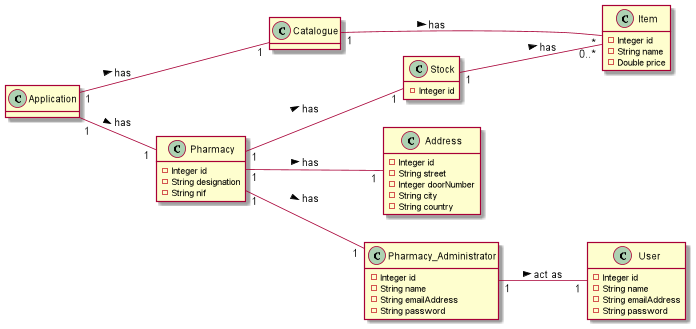 C Application
1
has
1
C Catalogue
1
has
*
C Item
Integer id
String name
Double price
1
has
1
C Pharmacy
Integer id
String designation
String nif
1
has
1
C Stock
Integer id
1
has
0..*
1
has
1
C Address
Integer id
String street
Integer doorNumber
String city
String country
1
has
1
C Pharmacy_Administrator
Integer id
String name
String emailAddress
String password
1
act as
1
C User
Integer id
String name
String emailAddress
String password